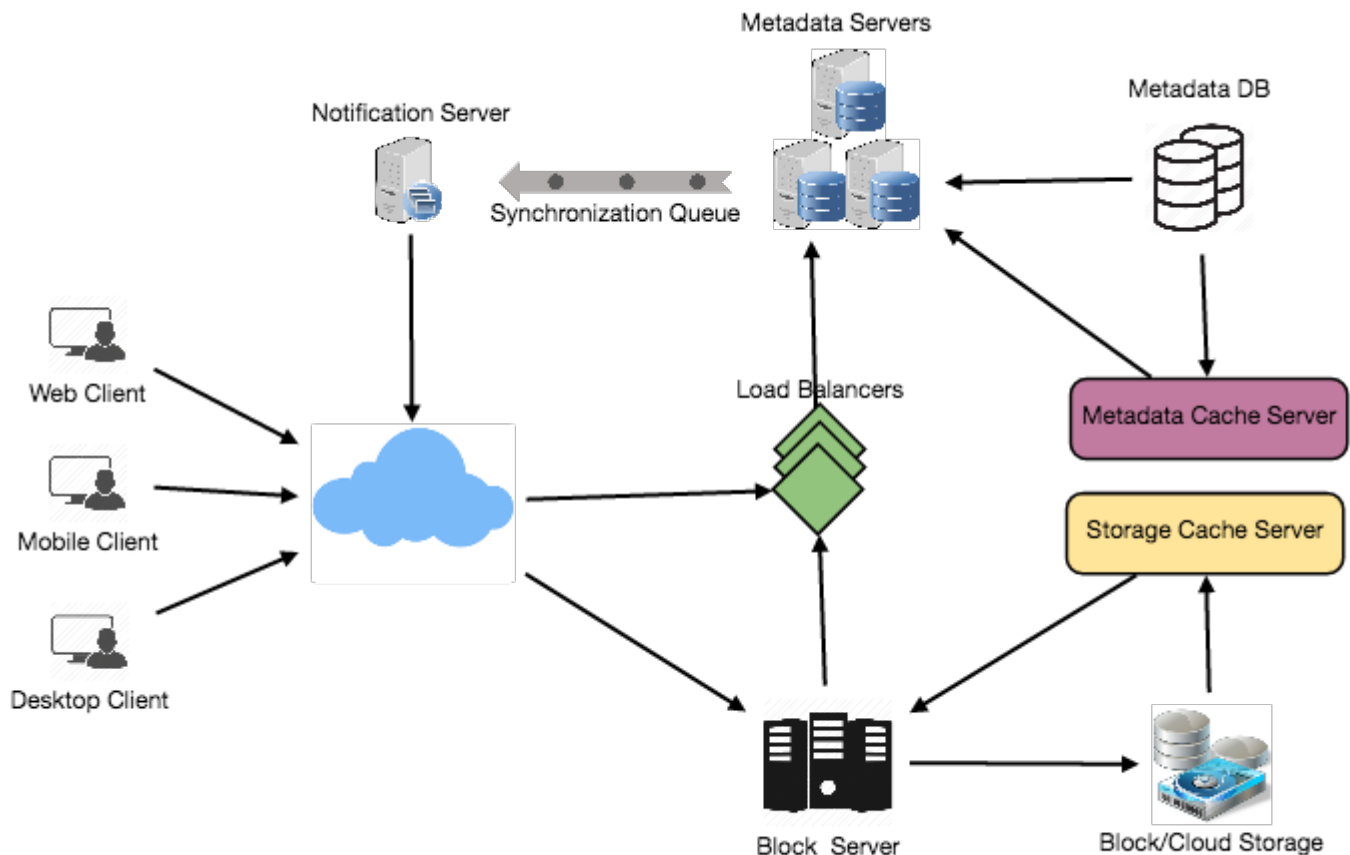 Metadata Servers
Metadata DB
Notification Server
Synchronization Queue
Web Client
Load Balancers
Metadata Cache Server
Mobile Client
Storage Cache Server
Desktop Client
Block Server
Block/Cloud Storage